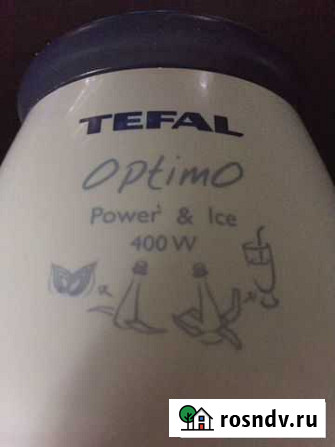 TEFAL
optimo
Power & Ice
400 W
rosndv.ru